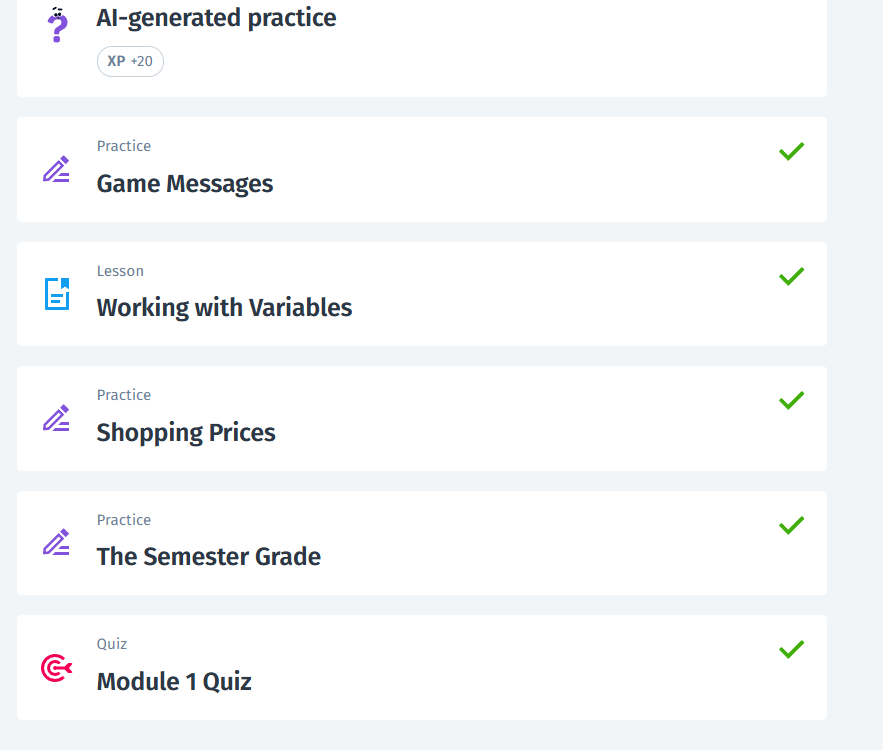 AI-generated practice
XP +20
Practice
Game Messages
Lesson
Working with Variables
Practice
Shopping Prices
Practice
The Semester Grade
Quiz
Module 1 Quiz